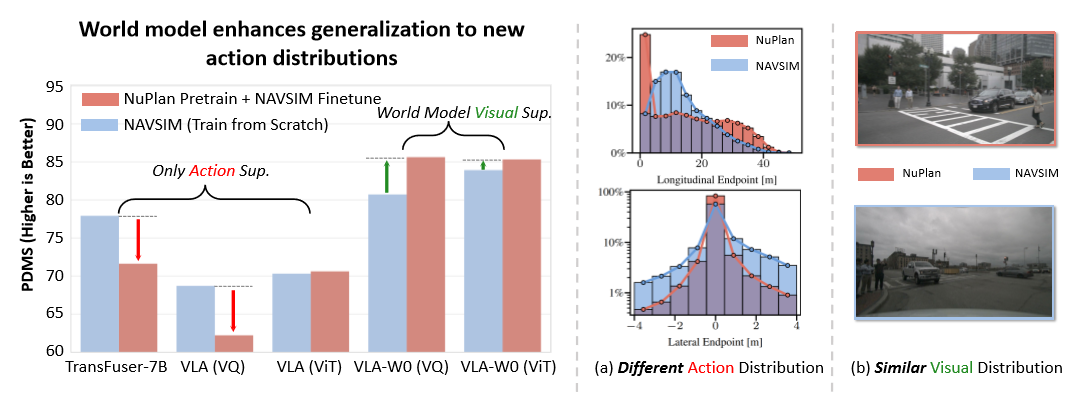 World model enhances generalization to new
action distributions
PDMS (Higher is Better)
95
90
85
80
75
70
65
60
NuPlan Pretrain + NAVSIM Finetune
NAVSIM (Train from Scratch)
World Model Visual Sup.
Only Action Sup.
TransFuser-7B
VLA (VQ)
VLA (ViT)
VLA-W0 (VQ)
VLA-W0 (ViT)
20%
10%
0%
NuPlan
NAVSIM
0
20
40
Longitudinal Endpoint [m]
100%
10%
1%
−4
−2
0
2
4
Lateral Endpoint [m]
(a) Different Action Distribution
NuPlan
NAVSIM
(b) Similar Visual Distribution